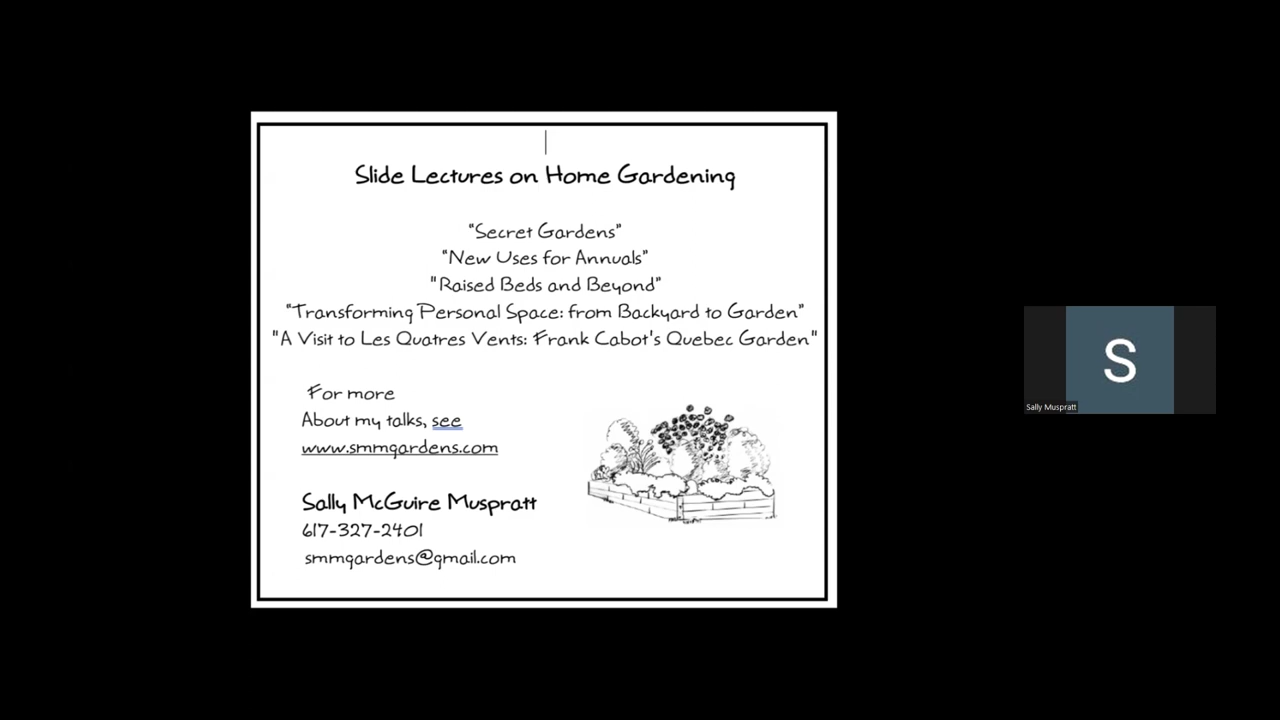 Slide Lectures on Home Gardening
"Secret Gardens"
"New Uses for Annuals"
"Raised Beds and Beyond"
"Transforming Personal Space: from Backyard to Garden"
"A Visit to Les Quatres Vents: Frank Cabot's Quebec Garden"
For more
About my talks, see
www.smmgardens.com
Sally McGuire Muspratt
617-327-2401
smmgardens@gmail.com
S
Sally Muspratt